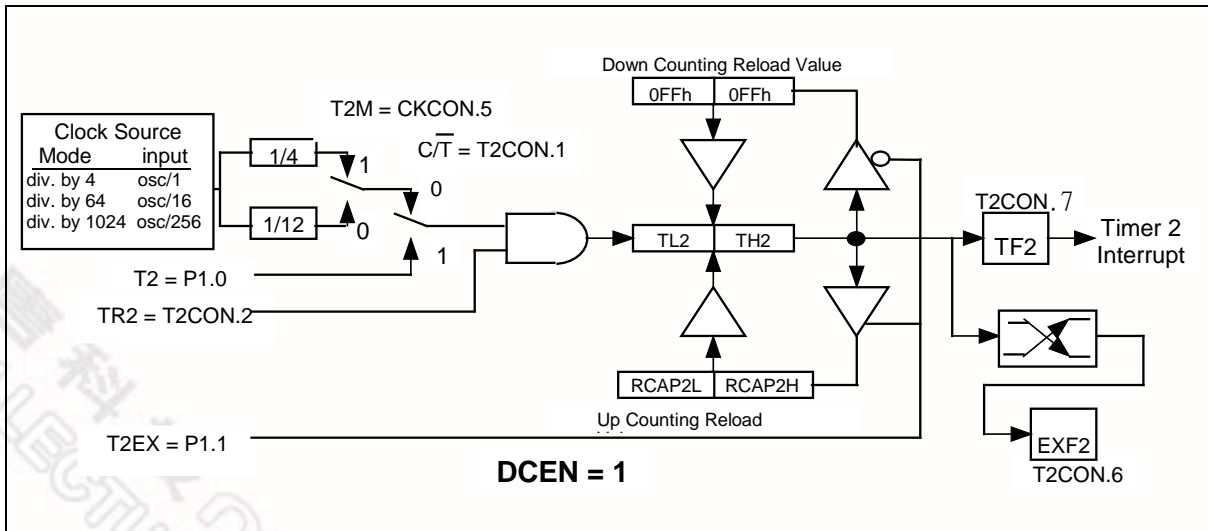 Down Counting Reload Value
0FFh 0FFh
T2M = CKCON.5
C/T̅ = T2CON.1
Clock Source
Mode input
div. by 4 osc/1
div. by 64 osc/16
div. by 1024 osc/256
1/4
1
0
1/12
0
1
T2 = P1.0
TR2 = T2CON.2
TL2 TH2
T2CON.7
TF2
Timer 2
Interrupt
RCAP2L RCAP2H
Up Counting Reload
T2EX = P1.1
DCEN = 1
EXF2
T2CON.6